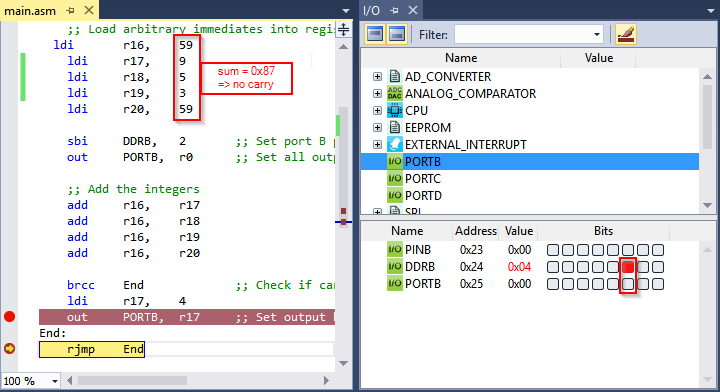 main.asm
;; Load arbitrary immediates into regis
ldi r16, 59
ldi r17, 9
ldi r18, 5
ldi r19, 3
ldi r20, 59
sum = 0x87
=> no carry
sbi DDRB, 2 ;; Set port B p
out PORTB, r0 ;; Set all outp
;; Add the integers
add r16, r17
add r16, r18
add r16, r19
add r16, r20
brcc End ;; Check if car
ldi r17, 4
out PORTB, r17 ;; Set output b
End:
rjmp End
100 %
I/O
Filter:
Name Value
AD_CONVERTER
ADC DAC ANALOG_COMPARATOR
CPU
EEPROM
EXTERNAL_INTERRUPT
I/O PORTB
I/O PORTC
I/O PORTD
SPI
Name Address Value Bits
I/O PINB 0x23 0x00
I/O DDRB 0x24 0x04
I/O PORTB 0x25 0x00